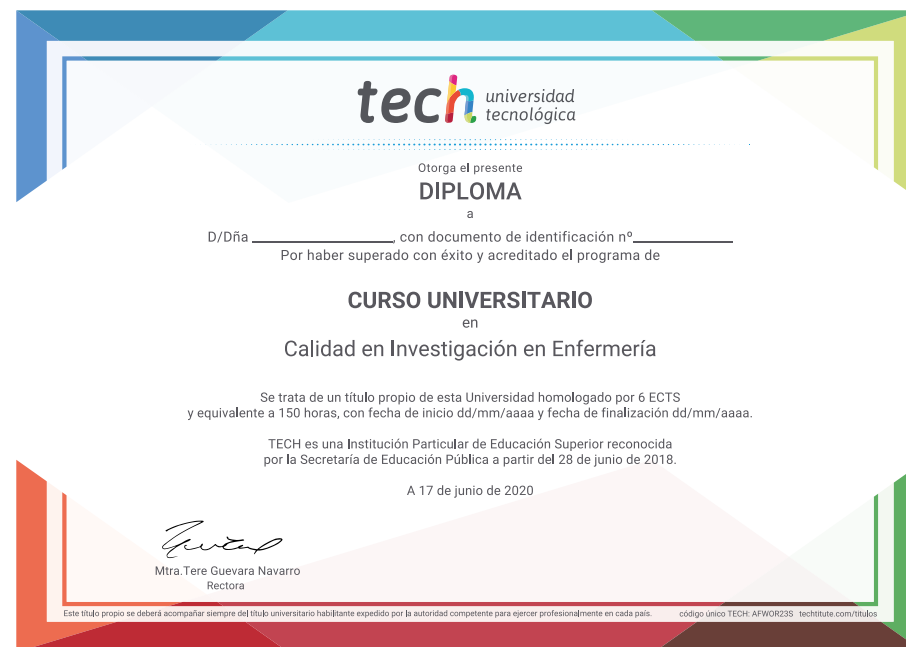 tech universidad
tecnológica
Otorga el presente
DIPLOMA
a
D/Dña ____________________, con documento de identificación nº______________
Por haber superado con éxito y acreditado el programa de
CURSO UNIVERSITARIO
en
Calidad en Investigación en Enfermería
Se trata de un título propio de esta Universidad homologado por 6 ECTS
y equivalente a 150 horas, con fecha de inicio dd/mm/aaaa y fecha de finalización dd/mm/aaaa.
TECH es una Institución Particular de Educación Superior reconocida
por la Secretaría de Educación Pública a partir del 28 de junio de 2018.
A 17 de junio de 2020
Mtra.Tere Guevara Navarro
Rectora
Este título propio se deberá acompañar siempre del título universitario habilitante expedido por la autoridad competente para ejercer profesionalmente en cada país. código único TECH: AFWOR23S techtitute.com/titulos